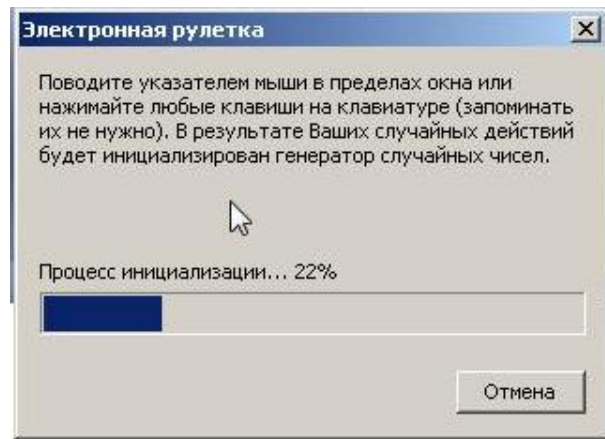 Электронная рулетка
Поводите указателем мыши в пределах окна или
нажимайте любые клавиши на клавиатуре (запоминать
их не нужно). В результате Ваших случайных действий
будет инициализирован генератор случайных чисел.
Процесс инициализации... 22%
Отмена